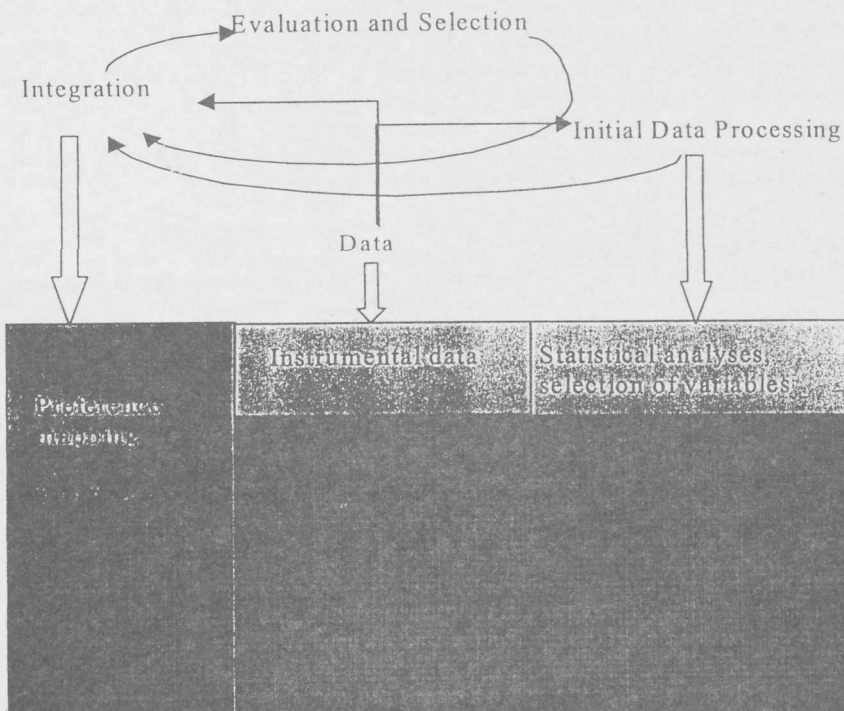 Evaluation and Selection
Integration
Initial Data Processing
Data
Instrumental data
Statistical analyses,
selection of variables
Preference
mapping